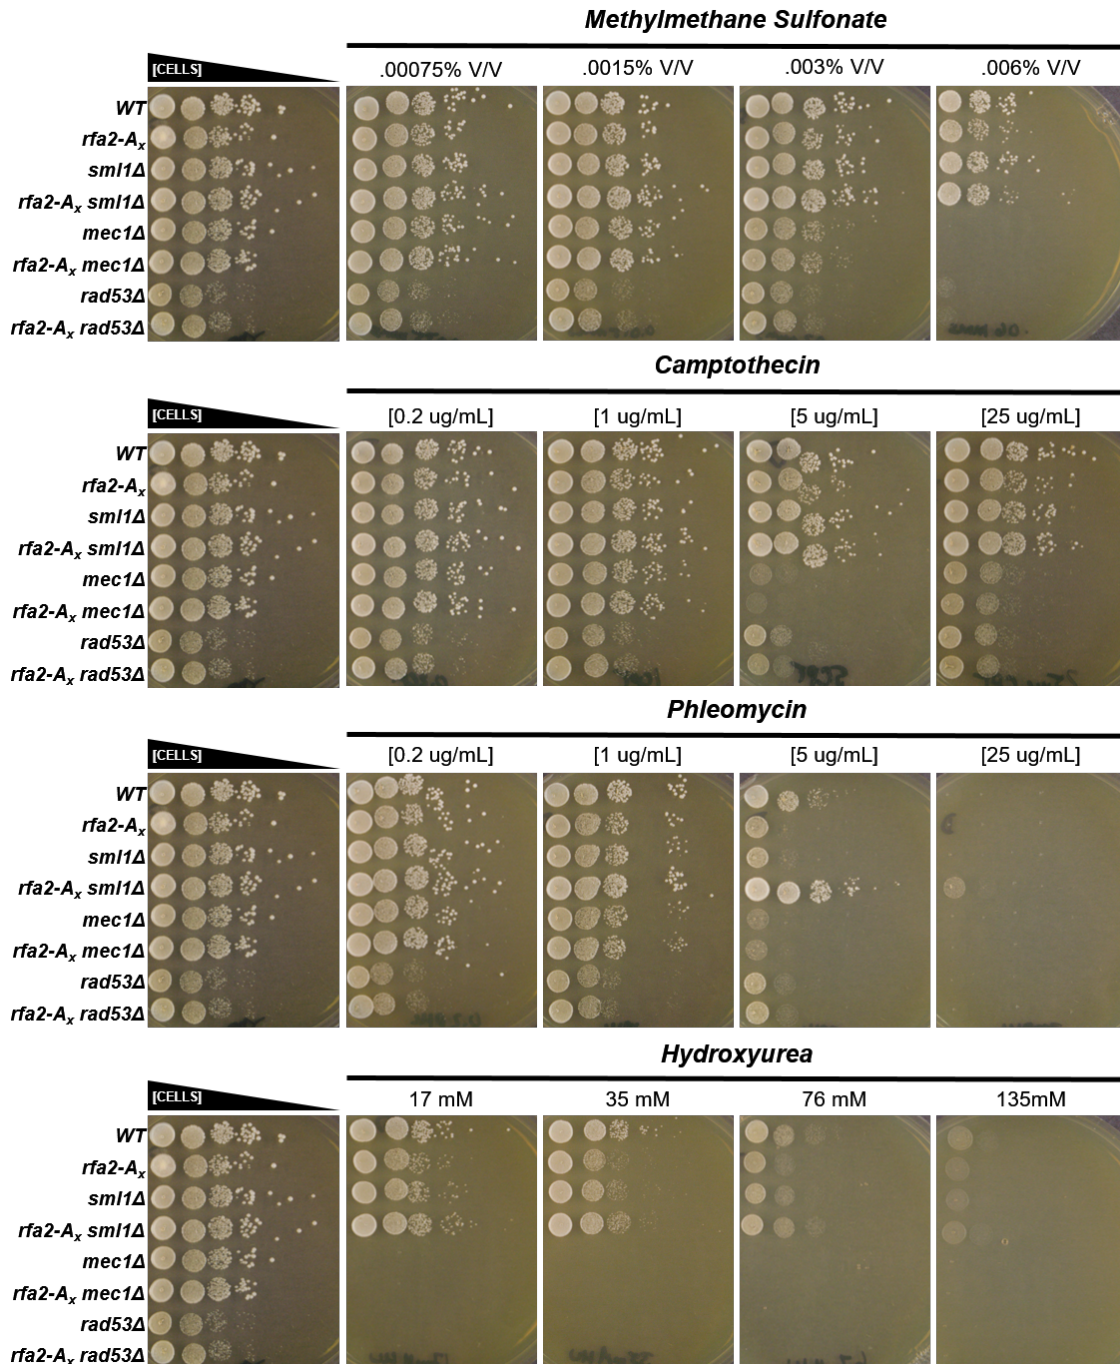 Methylmethane Sulfonate
[CELLS]
.00075% V/V .0015% V/V .003% V/V .006% V/V
WT
rfa2-Ax
sml1Δ
rfa2-Ax sml1Δ
mec1Δ
rfa2-Ax mec1Δ
rad53Δ
rfa2-Ax rad53Δ
Camptothecin
[CELLS]
[0.2 ug/mL] [1 ug/mL] [5 ug/mL] [25 ug/mL]
WT
rfa2-Ax
sml1Δ
rfa2-Ax sml1Δ
mec1Δ
rfa2-Ax mec1Δ
rad53Δ
rfa2-Ax rad53Δ
Phleomycin
[CELLS]
[0.2 ug/mL] [1 ug/mL] [5 ug/mL] [25 ug/mL]
WT
rfa2-Ax
sml1Δ
rfa2-Ax sml1Δ
mec1Δ
rfa2-Ax mec1Δ
rad53Δ
rfa2-Ax rad53Δ
Hydroxyurea
[CELLS]
17 mM 35 mM 76 mM 135mM
WT
rfa2-Ax
sml1Δ
rfa2-Ax sml1Δ
mec1Δ
rfa2-Ax mec1Δ
rad53Δ
rfa2-Ax rad53Δ